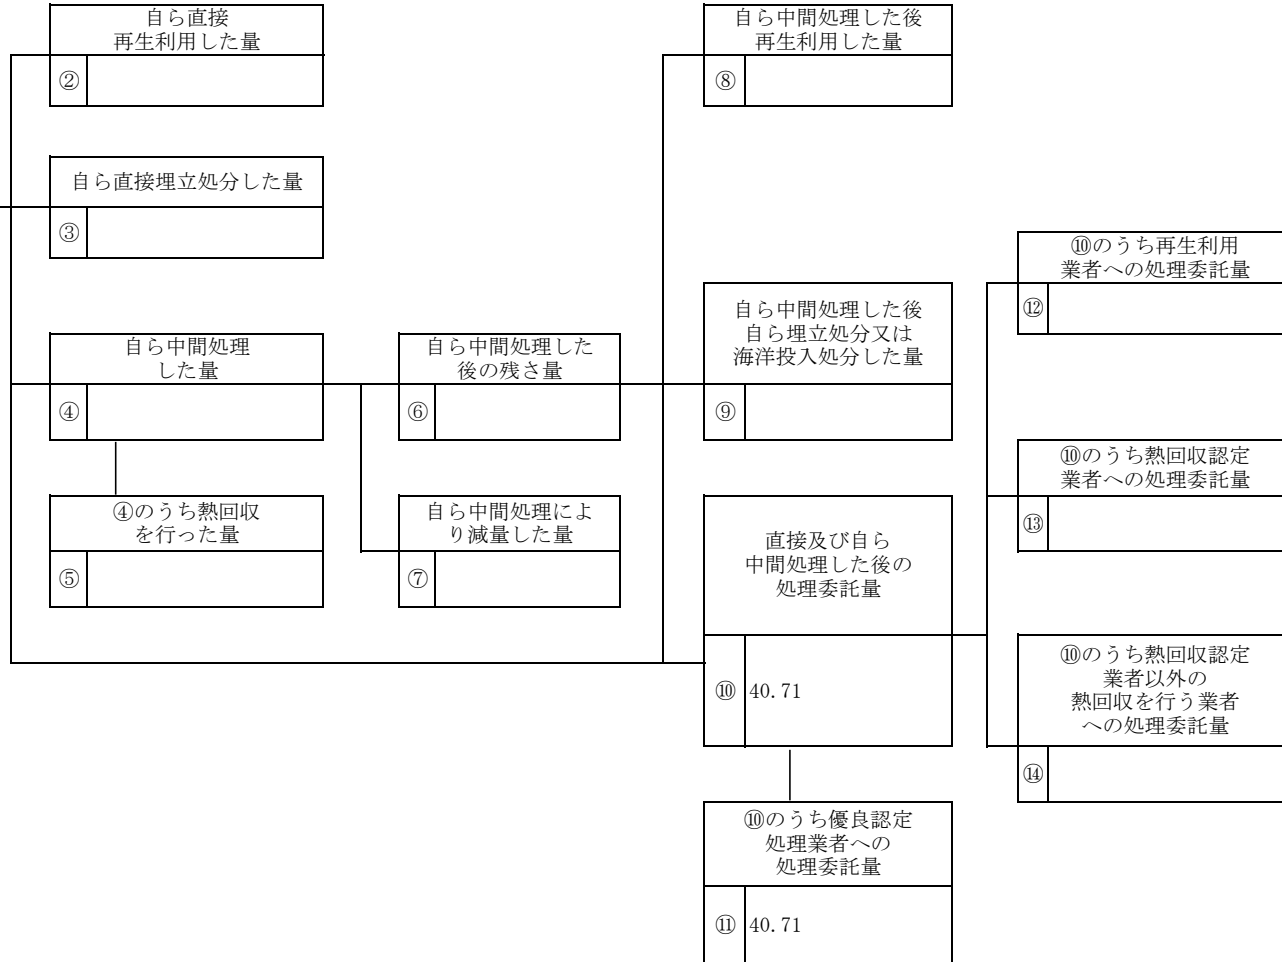 自ら直接
再生利用した量
②
自ら直接埋立処分した量
③
自ら中間処理
した量
④
④のうち熱回収
を行った量
⑤
自ら中間処理した
後の残さ量
⑥
自ら中間処理によ
り減量した量
⑦
自ら中間処理した後
再生利用した量
⑧
自ら中間処理した後
自ら埋立処分又は
海洋投入処分した量
⑨
直接及び自ら
中間処理した後の
処理委託量
⑩ 40.71
⑩のうち優良認定
処理業者への
処理委託量
⑪ 40.71
⑩のうち再生利用
業者への処理委託量
⑫
⑩のうち熱回収認定
業者への処理委託量
⑬
⑩のうち熱回収認定
業者以外の
熱回収を行う業者
への処理委託量
⑭